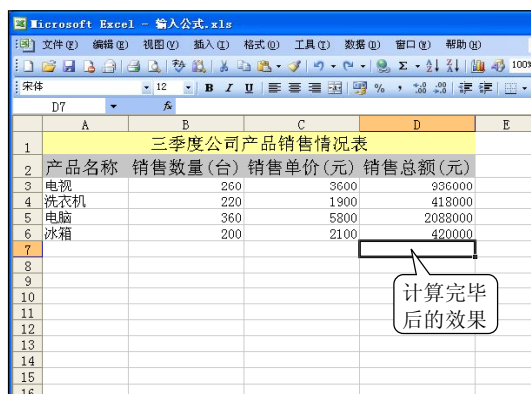 Microsoft Excel - 输入公式.xls
文件(F) 编辑(E) 视图(V) 插入(I) 格式(O) 工具(T) 数据(D) 窗口(W) 帮助(H)
100%
宋体 12 B I U % ,
D7 fx
A B C D E
1 三季度公司产品销售情况表
2 产品名称 销售数量(台) 销售单价(元) 销售总额(元)
3 电视 260 3600 936000
4 洗衣机 220 1900 418000
5 电脑 360 5800 2088000
6 冰箱 200 2100 420000
7
8
9
10
计算完毕
后的效果
11
12
13
14
15
16